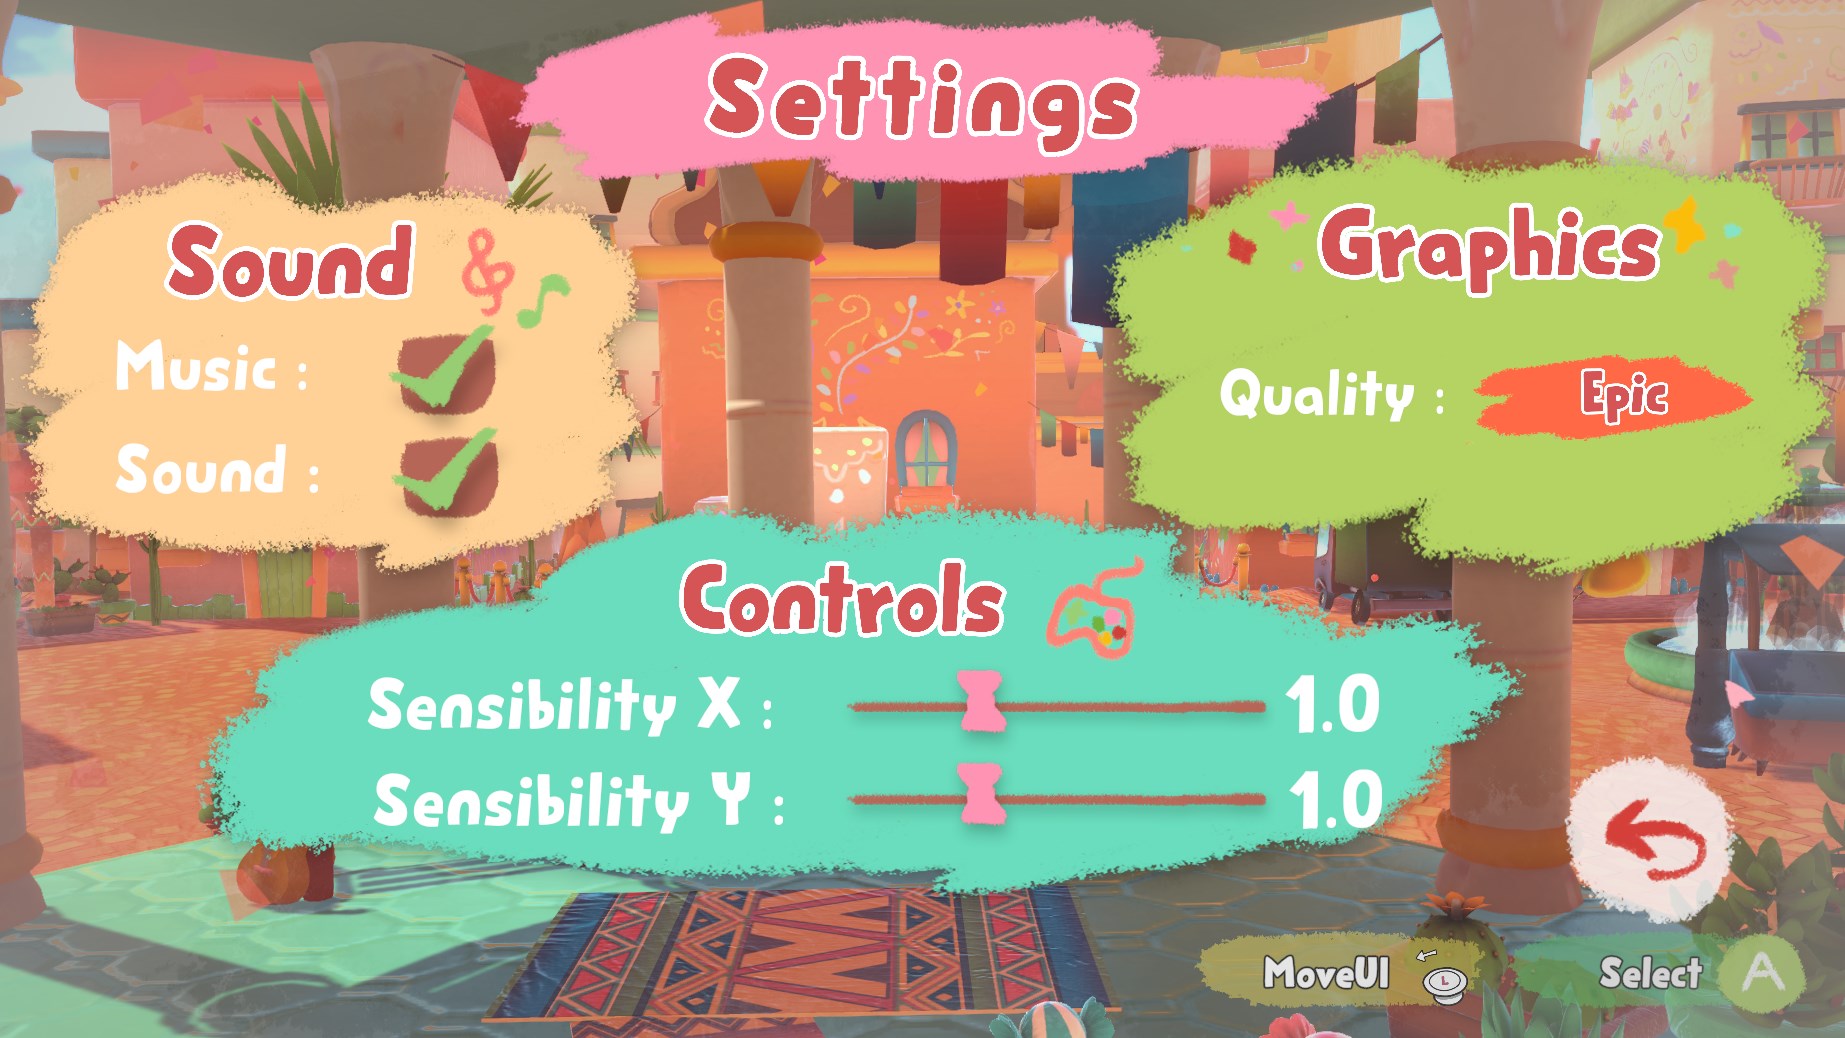 Settings
Sound
Music :
Sound :
Graphics
Quality : Epic
Controls
Sensibility X : 1.0
Sensibility Y : 1.0
MoveUI L
Select A